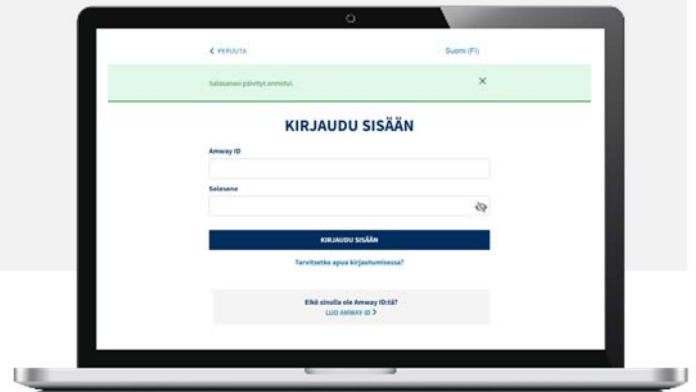 PERUUTA
Suomi (FI)
Salasanasi päivitys onnistui.
KIRJAUDU SISÄÄN
Amway ID
Salasana
KIRJAUDU SISÄÄN
Tarvitsetko apua kirjautumisessa?
Eikö sinulla ole Amway ID:tä?
LUO AMWAY ID